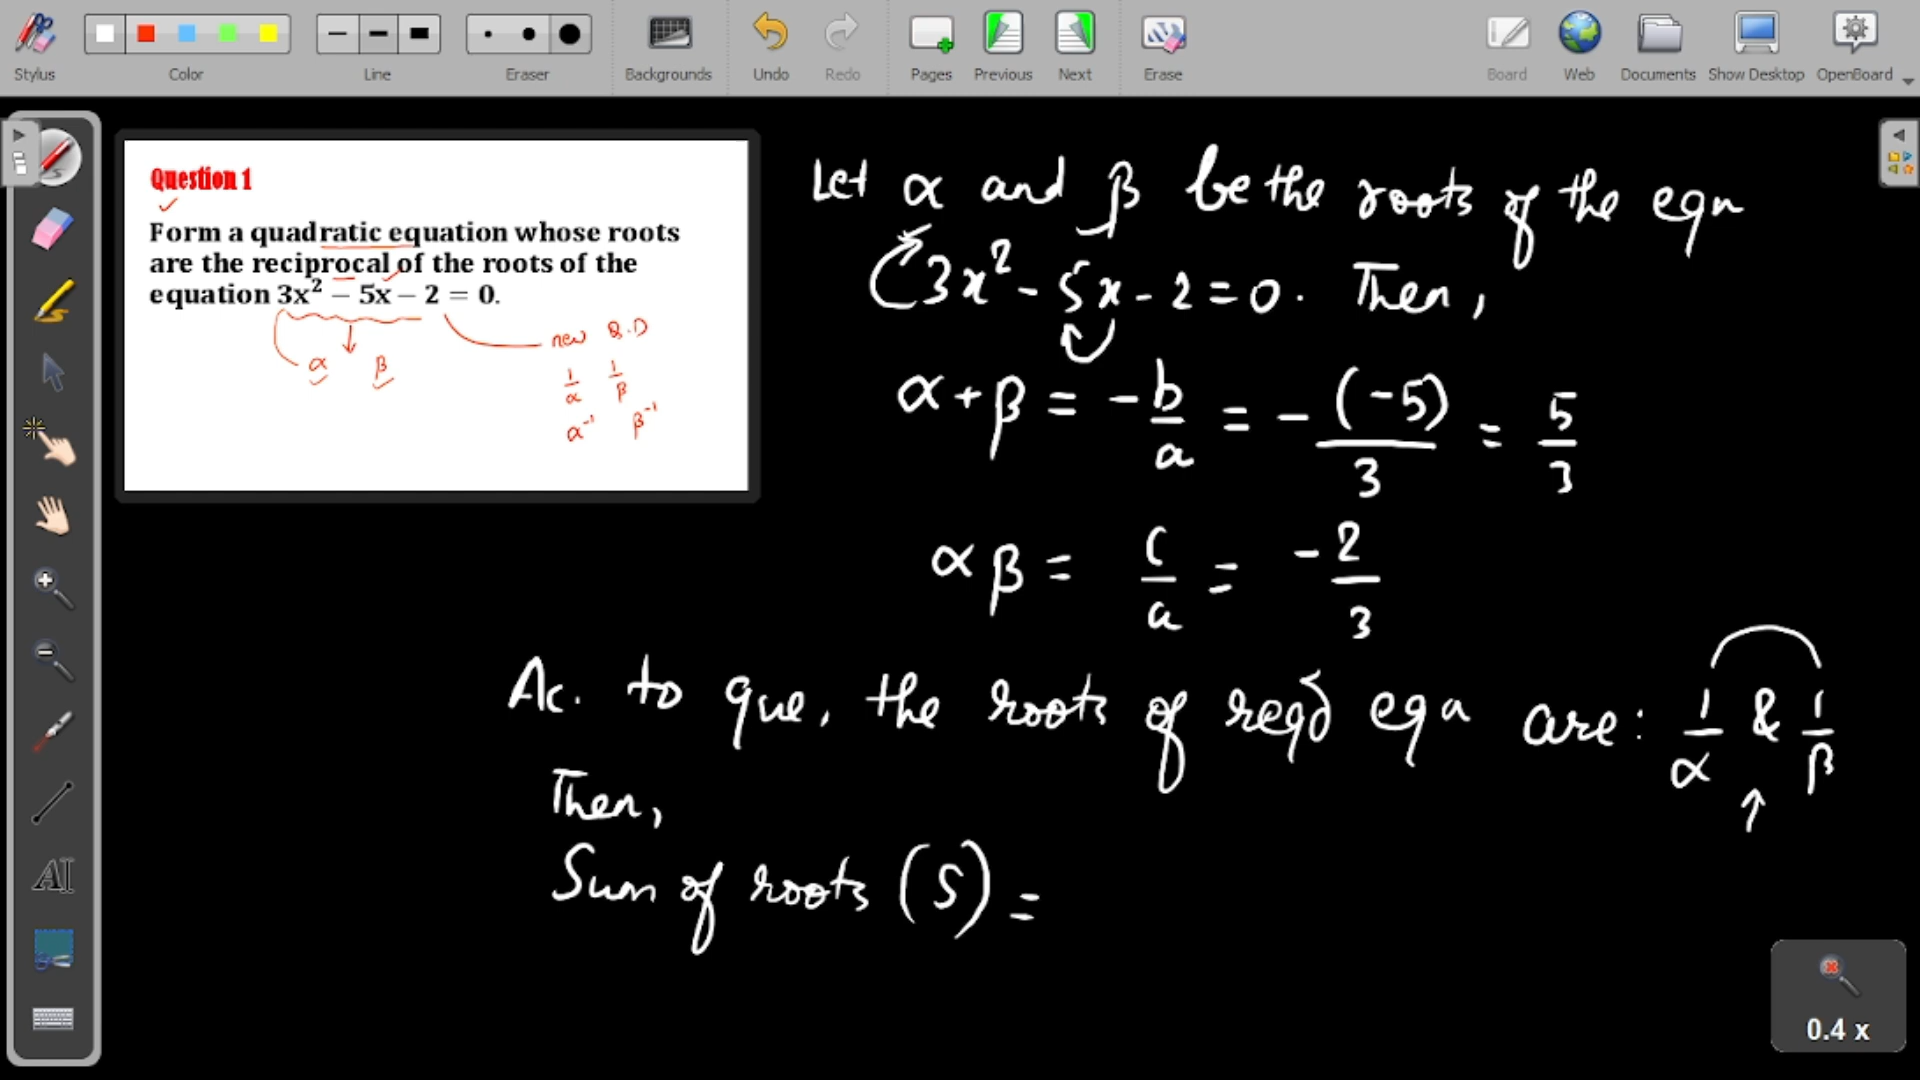 Stylus Color Line Eraser Backgrounds Undo Redo Pages Previous Next Erase Board Web Documents Show Desktop OpenBoard
Question 1
Form a quadratic equation whose roots
are the reciprocal of the roots of the
equation 3x² − 5x − 2 = 0.
α β
new Q.D
1/α 1/β
α⁻¹ β⁻¹
Let α and β be the roots of the eqn
3x² - 5x - 2 = 0. Then,
α + β = - b/a = - (-5)/3 = 5/3
αβ = c/a = -2/3
Ac. to que, the roots of reqd eqn are: 1/α & 1/β
Then,
Sum of roots (S) =
AI
0.4 x